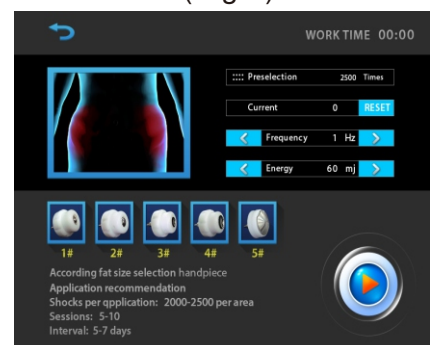 WORK TIME 00:00
:::: Preselection 2500 Times
Current 0 RESET
< Frequency 1 Hz >
< Energy 60 mj >
1# 2# 3# 4# 5#
According fat size selection handpiece
Application recommendation
Shocks per qpplication: 2000-2500 per area
Sessions: 5-10
Interval: 5-7 days